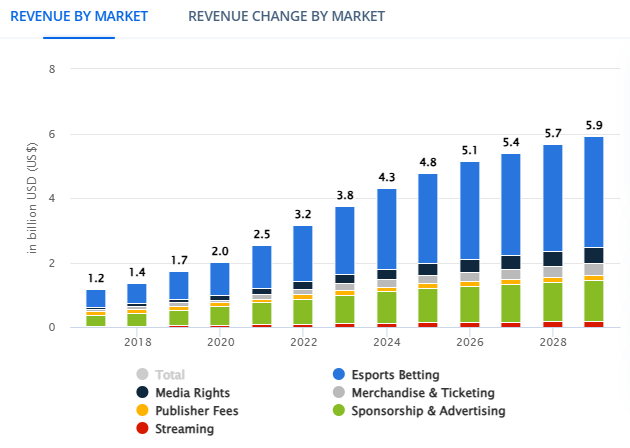 REVENUE BY MARKET REVENUE CHANGE BY MARKET
8
6
4
2
0
in billion USD (US$)
1.2 1.4 1.7 2.0 2.5 3.2 3.8 4.3 4.8 5.1 5.4 5.7 5.9
2018 2020 2022 2024 2026 2028
Total Esports Betting
Media Rights Merchandise & Ticketing
Publisher Fees Sponsorship & Advertising
Streaming